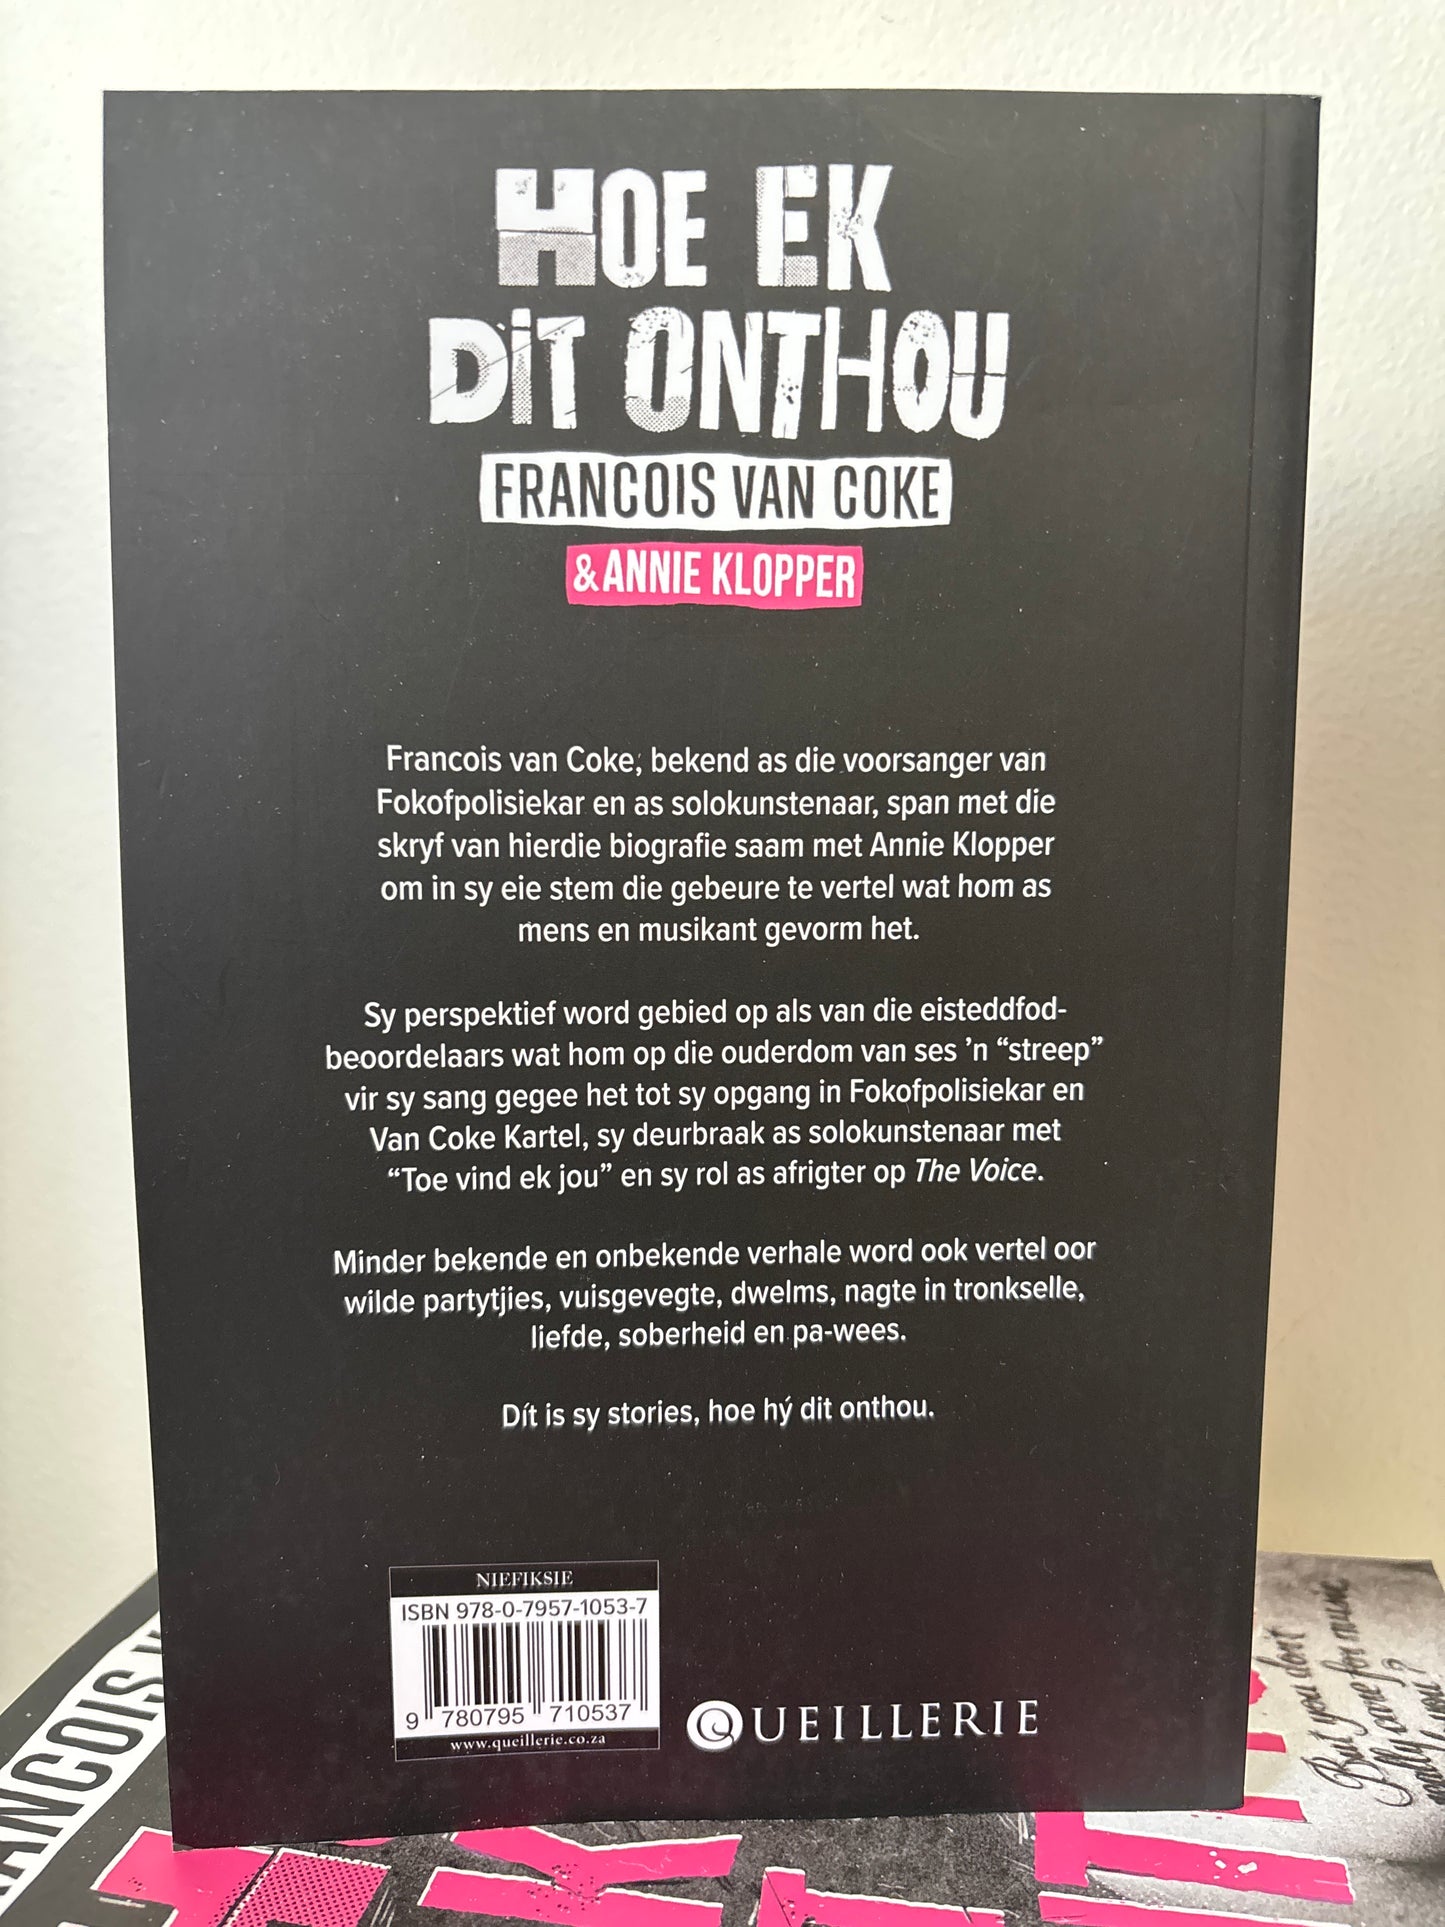 HOE EK
DIT ONTHOU
FRANCOIS VAN COKE
& ANNIE KLOPPER
Francois van Coke, bekend as die voorsanger van
Fokofpolisiekar en as solokunstenaar, span met die
skryf van hierdie biografie saam met Annie Klopper
om in sy eie stem die gebeure te vertel wat hom as
mens en musikant gevorm het.
Sy perspektief word gebied op als van die eisteddfod-
beoordelaars wat hom op die ouderdom van ses ’n “streep”
vir sy sang gegee het tot sy opgang in Fokofpolisiekar en
Van Coke Kartel, sy deurbraak as solokunstenaar met
“Toe vind ek jou” en sy rol as afrigter op The Voice.
Minder bekende en onbekende verhale word ook vertel oor
wilde partytjies, vuisgevegte, dwelms, nagte in tronkselle,
liefde, soberheid en pa-wees.
Dít is sy stories, hoe hý dit onthou.
NIEFIKSIE
ISBN 978-0-7957-1053-7
9 780795 710537
www.queillerie.co.za
QUEILLERIE
But you don't
really care for music